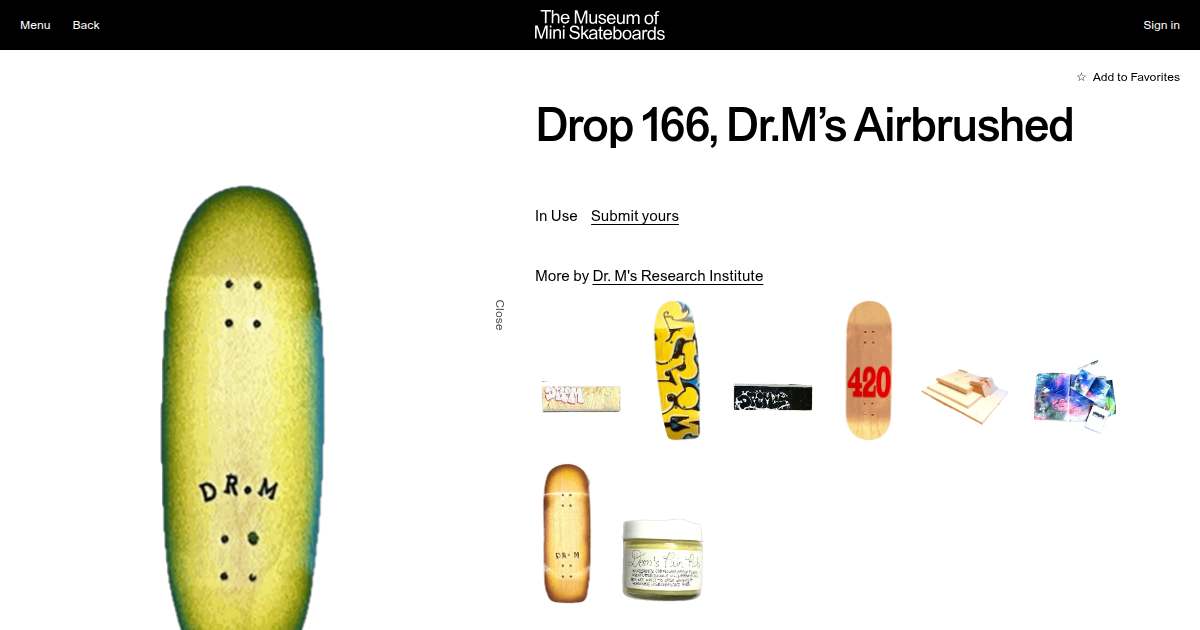 Menu
Back
The Museum of
Mini Skateboards
Sign in
☆ Add to Favorites
Drop 166, Dr.M’s Airbrushed
In Use Submit yours
More by Dr. M's Research Institute
Close
DR.M
420
DR.M